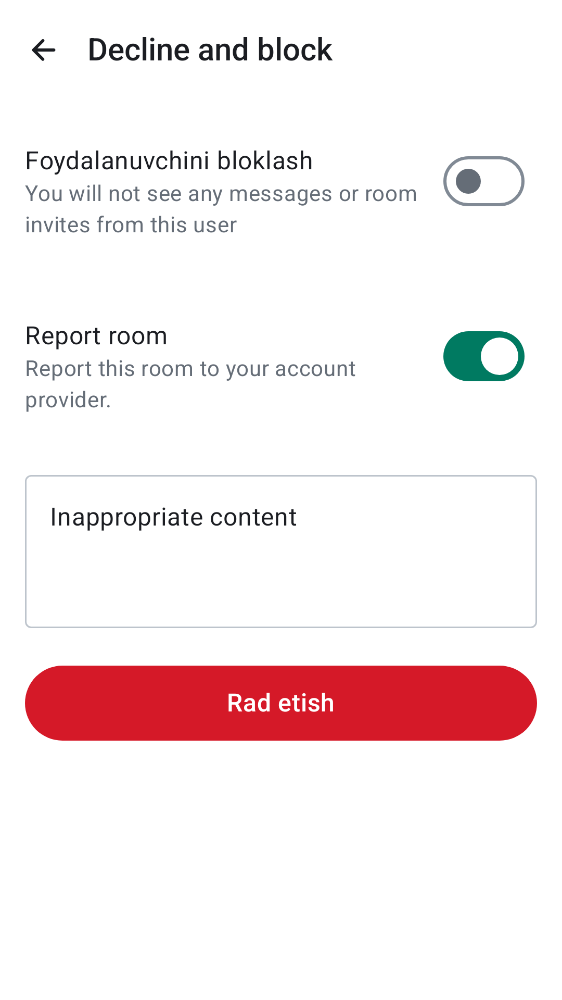 Decline and block
Foydalanuvchini bloklash
You will not see any messages or room
invites from this user
Report room
Report this room to your account
provider.
Inappropriate content
Rad etish